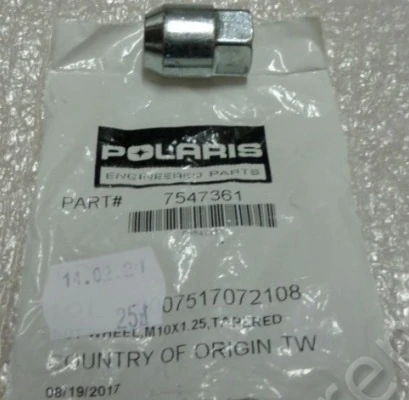 POLARIS
ENGINEERED PARTS
PART# 7547361
14.02.21
254
07517072108
WHEEL,M10X1.25,TAPERED
COUNTRY OF ORIGIN TW
08/19/2017